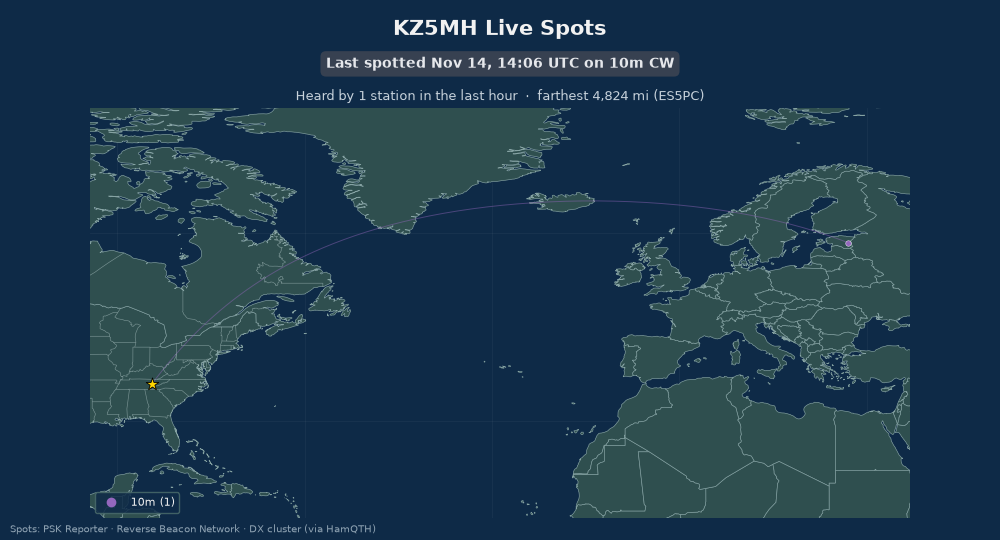 KZ5MH Live Spots
Last spotted Nov 14, 14:06 UTC on 10m CW
Heard by 1 station in the last hour · farthest 4,824 mi (ES5PC)
10m (1)
Spots: PSK Reporter · Reverse Beacon Network · DX cluster (via HamQTH)